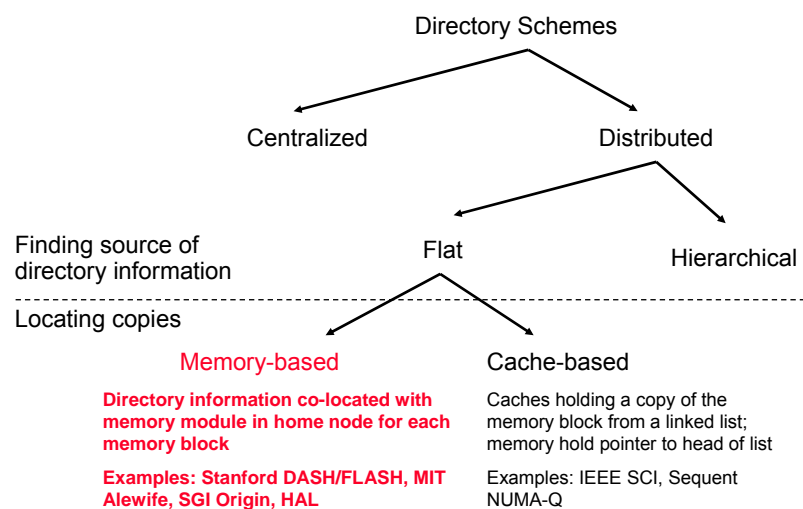 Directory Schemes
Centralized
Distributed
Finding source of
directory information
Flat
Hierarchical
Locating copies
Memory-based
Directory information co-located with
memory module in home node for each
memory block
Examples: Stanford DASH/FLASH, MIT
Alewife, SGI Origin, HAL
Cache-based
Caches holding a copy of the
memory block from a linked list;
memory hold pointer to head of list
Examples: IEEE SCI, Sequent
NUMA-Q